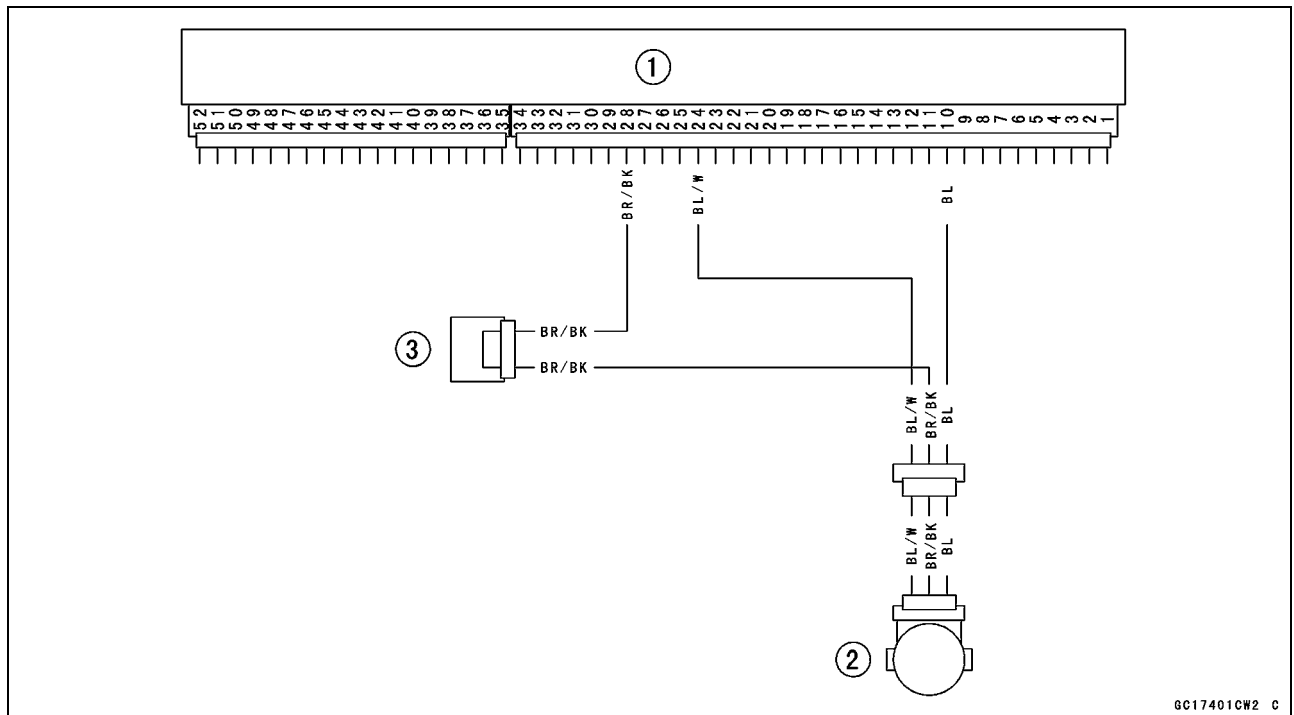 1
52 51 50 49 48 47 46 45 44 43 42 41 40 39 38 37 36 35 34 33 32 31 30 29 28 27 26 25 24 23 22 21 20 19 18 17 16 15 14 13 12 11 10 9 8 7 6 5 4 3 2 1
BR/BK BL/W BL
3
BR/BK
BR/BK
BL/W BR/BK BL
BL/W BR/BK BL
2
GC17401CW2 C